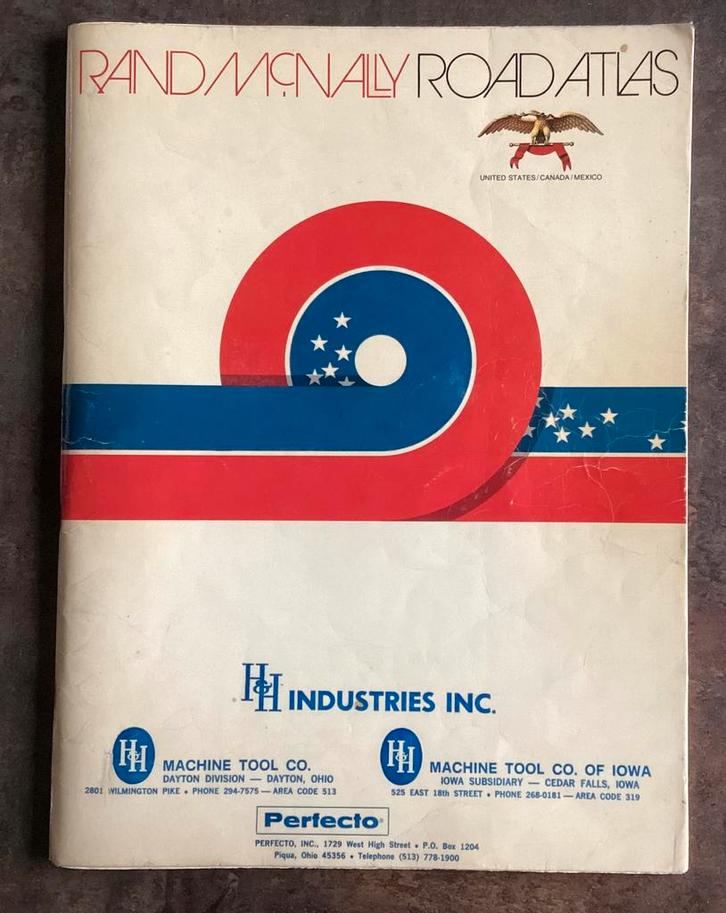 RAND McNALLY ROAD ATLAS
UNITED STATES/CANADA/MEXICO
H&H INDUSTRIES INC.
H&H MACHINE TOOL CO.
DAYTON DIVISION — DAYTON, OHIO
2801 WILMINGTON PIKE • PHONE 294-7575 — AREA CODE 513
H&H MACHINE TOOL CO. OF IOWA
IOWA SUBSIDIARY — CEDAR FALLS, IOWA
525 EAST 18th STREET • PHONE 268-0181 — AREA CODE 319
Perfecto®
PERFECTO, INC., 1729 West High Street • P.O. Box 1204
Piqua, Ohio 45356 • Telephone (513) 778-1900